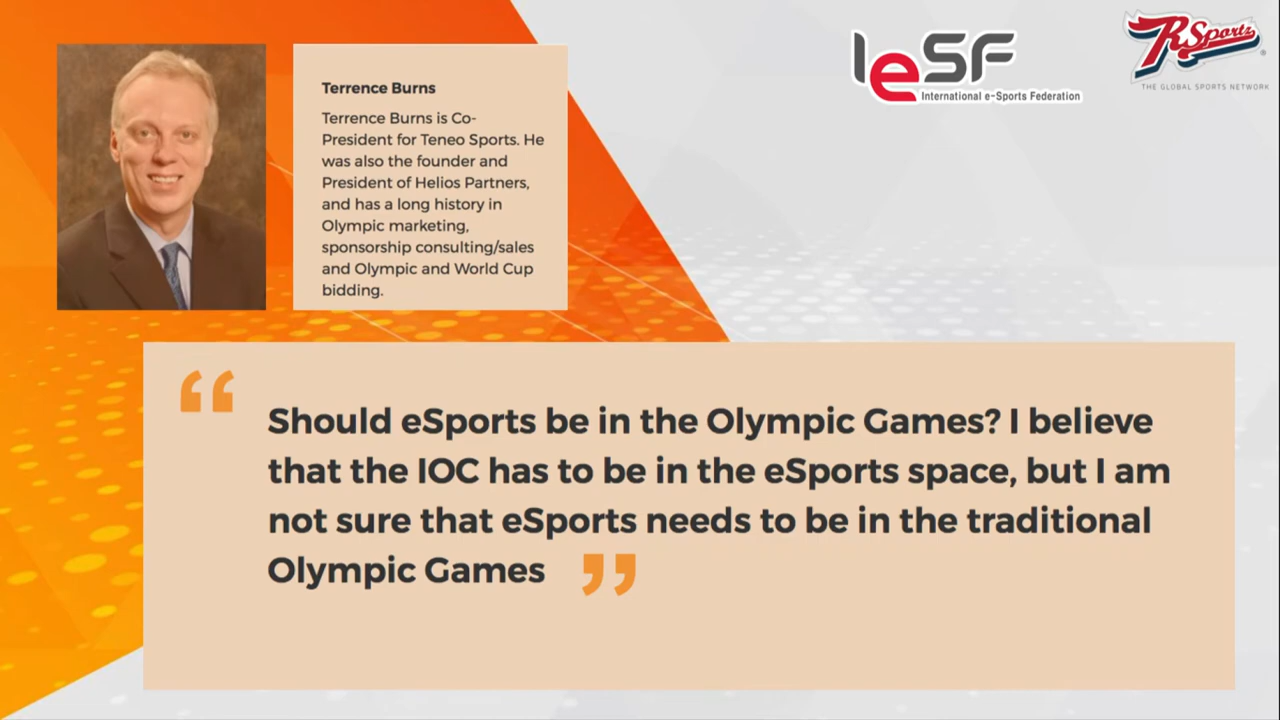 Terrence Burns
Terrence Burns is Co-
President for Teneo Sports. He
was also the founder and
President of Helios Partners,
and has a long history in
Olympic marketing,
sponsorship consulting/sales
and Olympic and World Cup
bidding.
IeSF
International e-Sports Federation
RSportz
THE GLOBAL SPORTS NETWORK
“
Should eSports be in the Olympic Games? I believe
that the IOC has to be in the eSports space, but I am
not sure that eSports needs to be in the traditional
Olympic Games ”